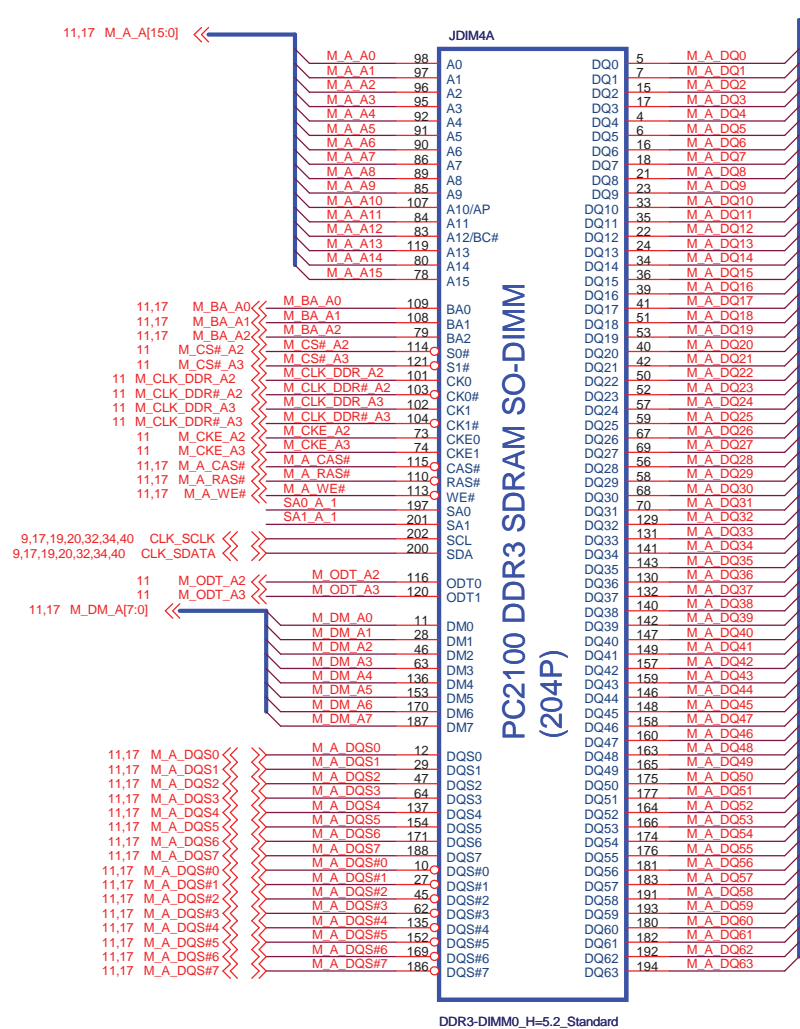 JDIM4A
11,17 M_A_A[15:0]
M_A_A0 98 A0
M_A_A1 97 A1
M_A_A2 96 A2
M_A_A3 95 A3
M_A_A4 92 A4
M_A_A5 91 A5
M_A_A6 90 A6
M_A_A7 86 A7
M_A_A8 89 A8
M_A_A9 85 A9
M_A_A10 107 A10/AP
M_A_A11 84 A11
M_A_A12 83 A12/BC#
M_A_A13 119 A13
M_A_A14 80 A14
M_A_A15 78 A15
11,17 M_BA_A0 M_BA_A0 109 BA0
11,17 M_BA_A1 M_BA_A1 108 BA1
11,17 M_BA_A2 M_BA_A2 79 BA2
11 M_CS#_A2 M_CS#_A2 114 S0#
11 M_CS#_A3 M_CS#_A3 121 S1#
11 M_CLK_DDR_A2 M_CLK_DDR_A2 101 CK0
11 M_CLK_DDR#_A2 M_CLK_DDR#_A2 103 CK0#
11 M_CLK_DDR_A3 M_CLK_DDR_A3 102 CK1
11 M_CLK_DDR#_A3 M_CLK_DDR#_A3 104 CK1#
11 M_CKE_A2 M_CKE_A2 73 CKE0
11 M_CKE_A3 M_CKE_A3 74 CKE1
11,17 M_A_CAS# M_A_CAS# 115 CAS#
11,17 M_A_RAS# M_A_RAS# 110 RAS#
11,17 M_A_WE# M_A_WE# 113 WE#
SA0_A_1 197 SA0
SA1_A_1 201 SA1
9,17,19,20,32,34,40 CLK_SCLK 202 SCL
9,17,19,20,32,34,40 CLK_SDATA 200 SDA
11 M_ODT_A2 M_ODT_A2 116 ODT0
11 M_ODT_A3 M_ODT_A3 120 ODT1
11,17 M_DM_A[7:0]
M_DM_A0 11 DM0
M_DM_A1 28 DM1
M_DM_A2 46 DM2
M_DM_A3 63 DM3
M_DM_A4 136 DM4
M_DM_A5 153 DM5
M_DM_A6 170 DM6
M_DM_A7 187 DM7
11,17 M_A_DQS0 M_A_DQS0 12 DQS0
11,17 M_A_DQS1 M_A_DQS1 29 DQS1
11,17 M_A_DQS2 M_A_DQS2 47 DQS2
11,17 M_A_DQS3 M_A_DQS3 64 DQS3
11,17 M_A_DQS4 M_A_DQS4 137 DQS4
11,17 M_A_DQS5 M_A_DQS5 154 DQS5
11,17 M_A_DQS6 M_A_DQS6 171 DQS6
11,17 M_A_DQS7 M_A_DQS7 188 DQS7
11,17 M_A_DQS#0 M_A_DQS#0 10 DQS#0
11,17 M_A_DQS#1 M_A_DQS#1 27 DQS#1
11,17 M_A_DQS#2 M_A_DQS#2 45 DQS#2
11,17 M_A_DQS#3 M_A_DQS#3 62 DQS#3
11,17 M_A_DQS#4 M_A_DQS#4 135 DQS#4
11,17 M_A_DQS#5 M_A_DQS#5 152 DQS#5
11,17 M_A_DQS#6 M_A_DQS#6 169 DQS#6
11,17 M_A_DQS#7 M_A_DQS#7 186 DQS#7
PC2100 DDR3 SDRAM SO-DIMM
(204P)
DQ0 5 M_A_DQ0
DQ1 7 M_A_DQ1
DQ2 15 M_A_DQ2
DQ3 17 M_A_DQ3
DQ4 4 M_A_DQ4
DQ5 6 M_A_DQ5
DQ6 16 M_A_DQ6
DQ7 18 M_A_DQ7
DQ8 21 M_A_DQ8
DQ9 23 M_A_DQ9
DQ10 33 M_A_DQ10
DQ11 35 M_A_DQ11
DQ12 22 M_A_DQ12
DQ13 24 M_A_DQ13
DQ14 34 M_A_DQ14
DQ15 36 M_A_DQ15
DQ16 39 M_A_DQ16
DQ17 41 M_A_DQ17
DQ18 51 M_A_DQ18
DQ19 53 M_A_DQ19
DQ20 40 M_A_DQ20
DQ21 42 M_A_DQ21
DQ22 50 M_A_DQ22
DQ23 52 M_A_DQ23
DQ24 57 M_A_DQ24
DQ25 59 M_A_DQ25
DQ26 67 M_A_DQ26
DQ27 69 M_A_DQ27
DQ28 56 M_A_DQ28
DQ29 58 M_A_DQ29
DQ30 68 M_A_DQ30
DQ31 70 M_A_DQ31
DQ32 129 M_A_DQ32
DQ33 131 M_A_DQ33
DQ34 141 M_A_DQ34
DQ35 143 M_A_DQ35
DQ36 130 M_A_DQ36
DQ37 132 M_A_DQ37
DQ38 140 M_A_DQ38
DQ39 142 M_A_DQ39
DQ40 147 M_A_DQ40
DQ41 149 M_A_DQ41
DQ42 157 M_A_DQ42
DQ43 159 M_A_DQ43
DQ44 146 M_A_DQ44
DQ45 148 M_A_DQ45
DQ46 158 M_A_DQ46
DQ47 160 M_A_DQ47
DQ48 163 M_A_DQ48
DQ49 165 M_A_DQ49
DQ50 175 M_A_DQ50
DQ51 177 M_A_DQ51
DQ52 164 M_A_DQ52
DQ53 166 M_A_DQ53
DQ54 174 M_A_DQ54
DQ55 176 M_A_DQ55
DQ56 181 M_A_DQ56
DQ57 183 M_A_DQ57
DQ58 191 M_A_DQ58
DQ59 193 M_A_DQ59
DQ60 180 M_A_DQ60
DQ61 182 M_A_DQ61
DQ62 192 M_A_DQ62
DQ63 194 M_A_DQ63
DDR3-DIMM0_H=5.2_Standard